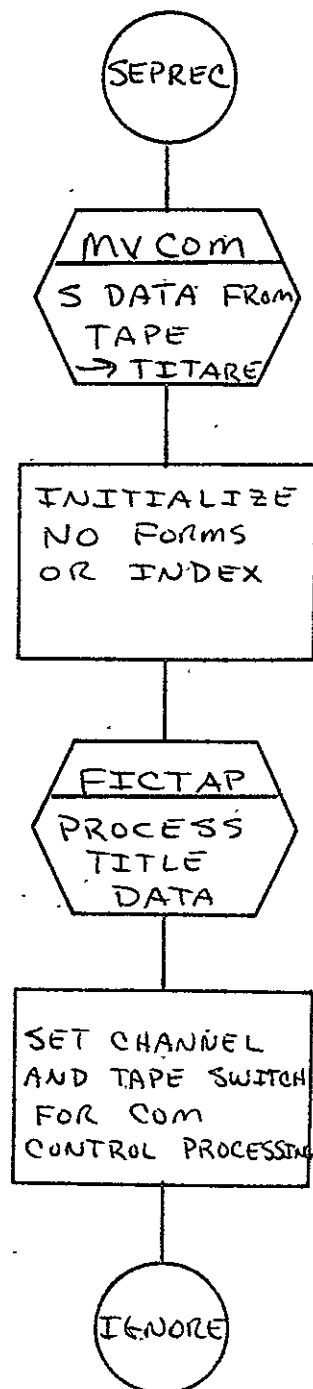 SEPREC
MVCOM
S DATA FROM
TAPE
→ TITARE
INITIALIZE
NO FORMS
OR INDEX
FICTAP
PROCESS
TITLE
DATA
SET CHANNEL
AND TAPE SWITCH
FOR COM
CONTROL PROCESSING
IGNORE